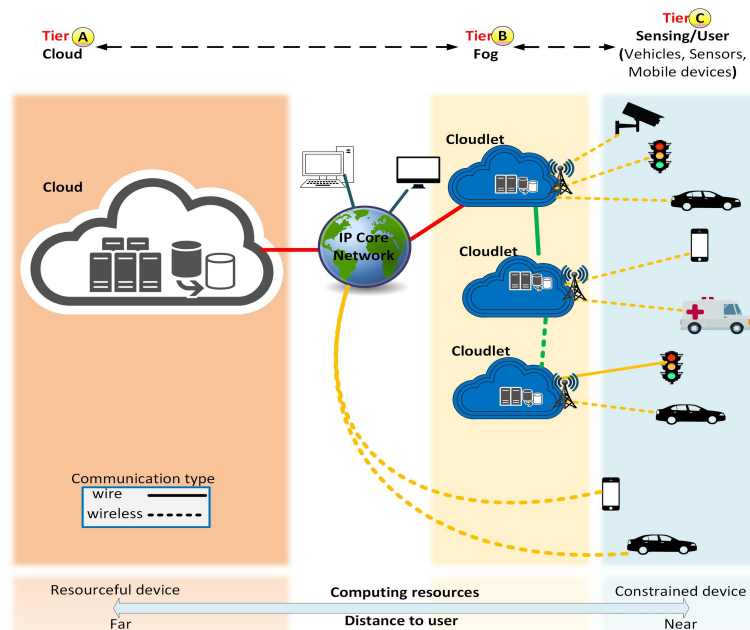 Tier A
Cloud
Tier B
Fog
Tier C
Sensing/User
(Vehicles, Sensors,
Mobile devices)
Cloud
IP Core
Network
Cloudlet
Cloudlet
Cloudlet
Communication type
wire
wireless
Resourceful device
Computing resources
Constrained device
Far
Distance to user
Near